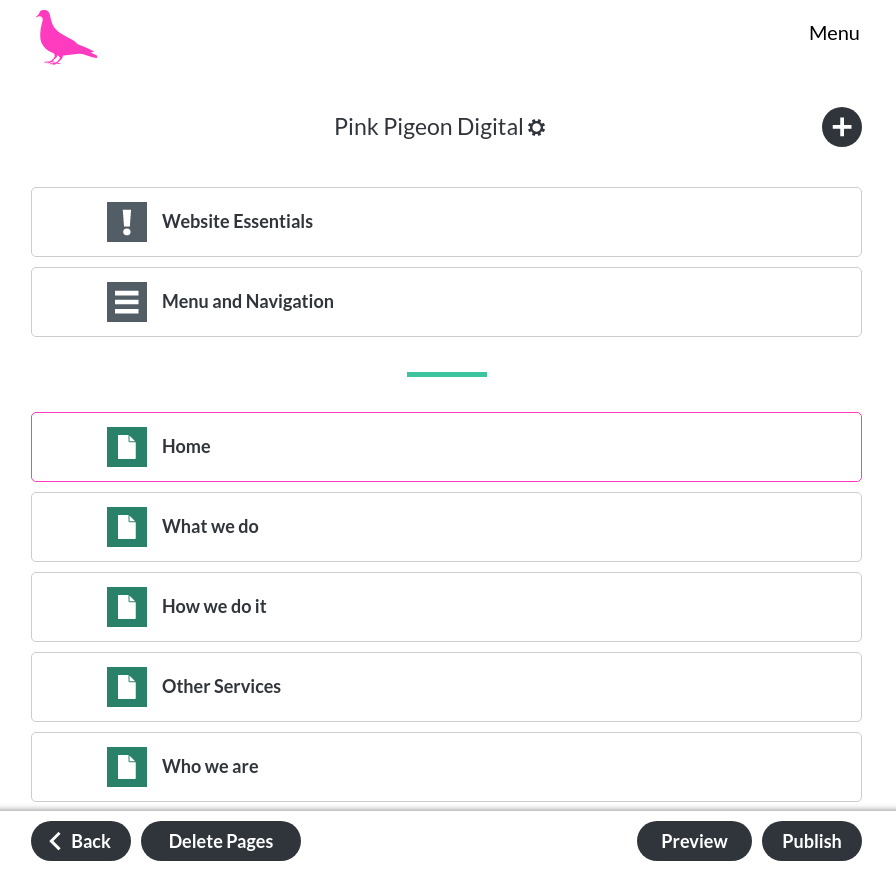 Menu
Pink Pigeon Digital
Website Essentials
Menu and Navigation
Home
What we do
How we do it
Other Services
Who we are
Back
Delete Pages
Preview
Publish